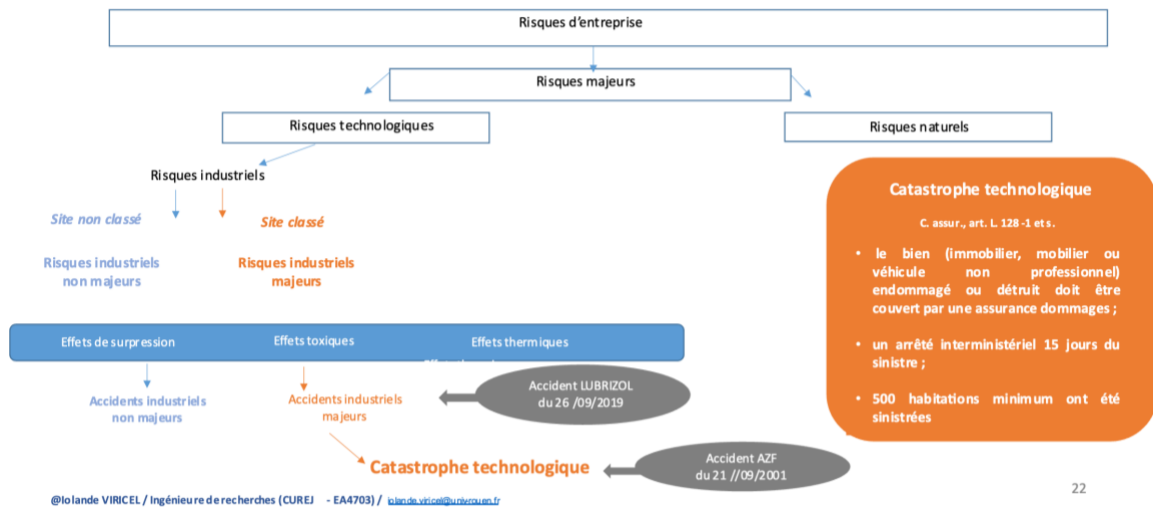 Risques d'entreprise
Risques majeurs
Risques technologiques
Risques naturels
Risques industriels
Site non classé
Site classé
Risques industriels
non majeurs
Risques industriels
majeurs
Catastrophe technologique
C. assur., art. L. 128 -1 et s.
• le bien (immobilier, mobilier ou
véhicule non professionnel)
endommagé ou détruit doit être
couvert par une assurance dommages ;
• un arrêté interministériel 15 jours du
sinistre ;
• 500 habitations minimum ont été
sinistrées
Effets de surpression
Effets toxiques
Effets thermiques
Accidents industriels
non majeurs
Accidents industriels
majeurs
Accident LUBRIZOL
du 26 /09/2019
Catastrophe technologique
Accident AZF
du 21 //09/2001
@Iolande VIRICEL / Ingénieure de recherches (CUREJ - EA4703) / iolande.viricel@univrouen.fr
22